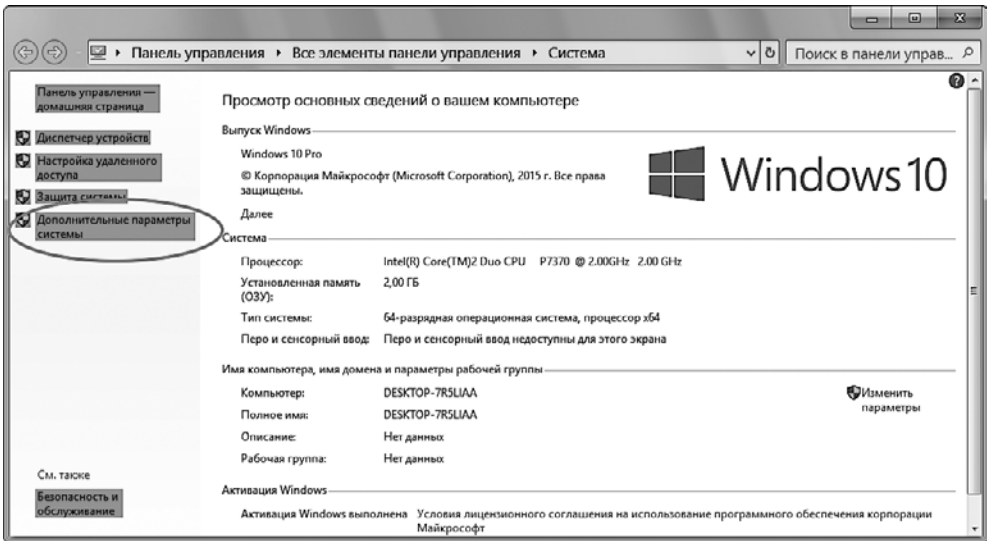 Панель управления ‣ Все элементы панели управления ‣ Система
Поиск в панели управ...
Панель управления —
домашняя страница
Диспетчер устройств
Настройка удаленного
доступа
Защита системы
Дополнительные параметры
системы
См. также
Безопасность и
обслуживание
Просмотр основных сведений о вашем компьютере
Выпуск Windows
Windows 10 Pro
© Корпорация Майкрософт (Microsoft Corporation), 2015 г. Все права
защищены.
Далее
Windows 10
Система
Процессор: Intel(R) Core(TM)2 Duo CPU P7370 @ 2.00GHz 2.00 GHz
Установленная память 2,00 ГБ
(ОЗУ):
Тип системы: 64-разрядная операционная система, процессор x64
Перо и сенсорный ввод: Перо и сенсорный ввод недоступны для этого экрана
Имя компьютера, имя домена и параметры рабочей группы
Компьютер: DESKTOP-7R5LIAA
Изменить
параметры
Полное имя: DESKTOP-7R5LIAA
Описание: Нет данных
Рабочая группа: Нет данных
Активация Windows
Активация Windows выполнена Условия лицензионного соглашения на использование программного обеспечения корпорации
Майкрософт